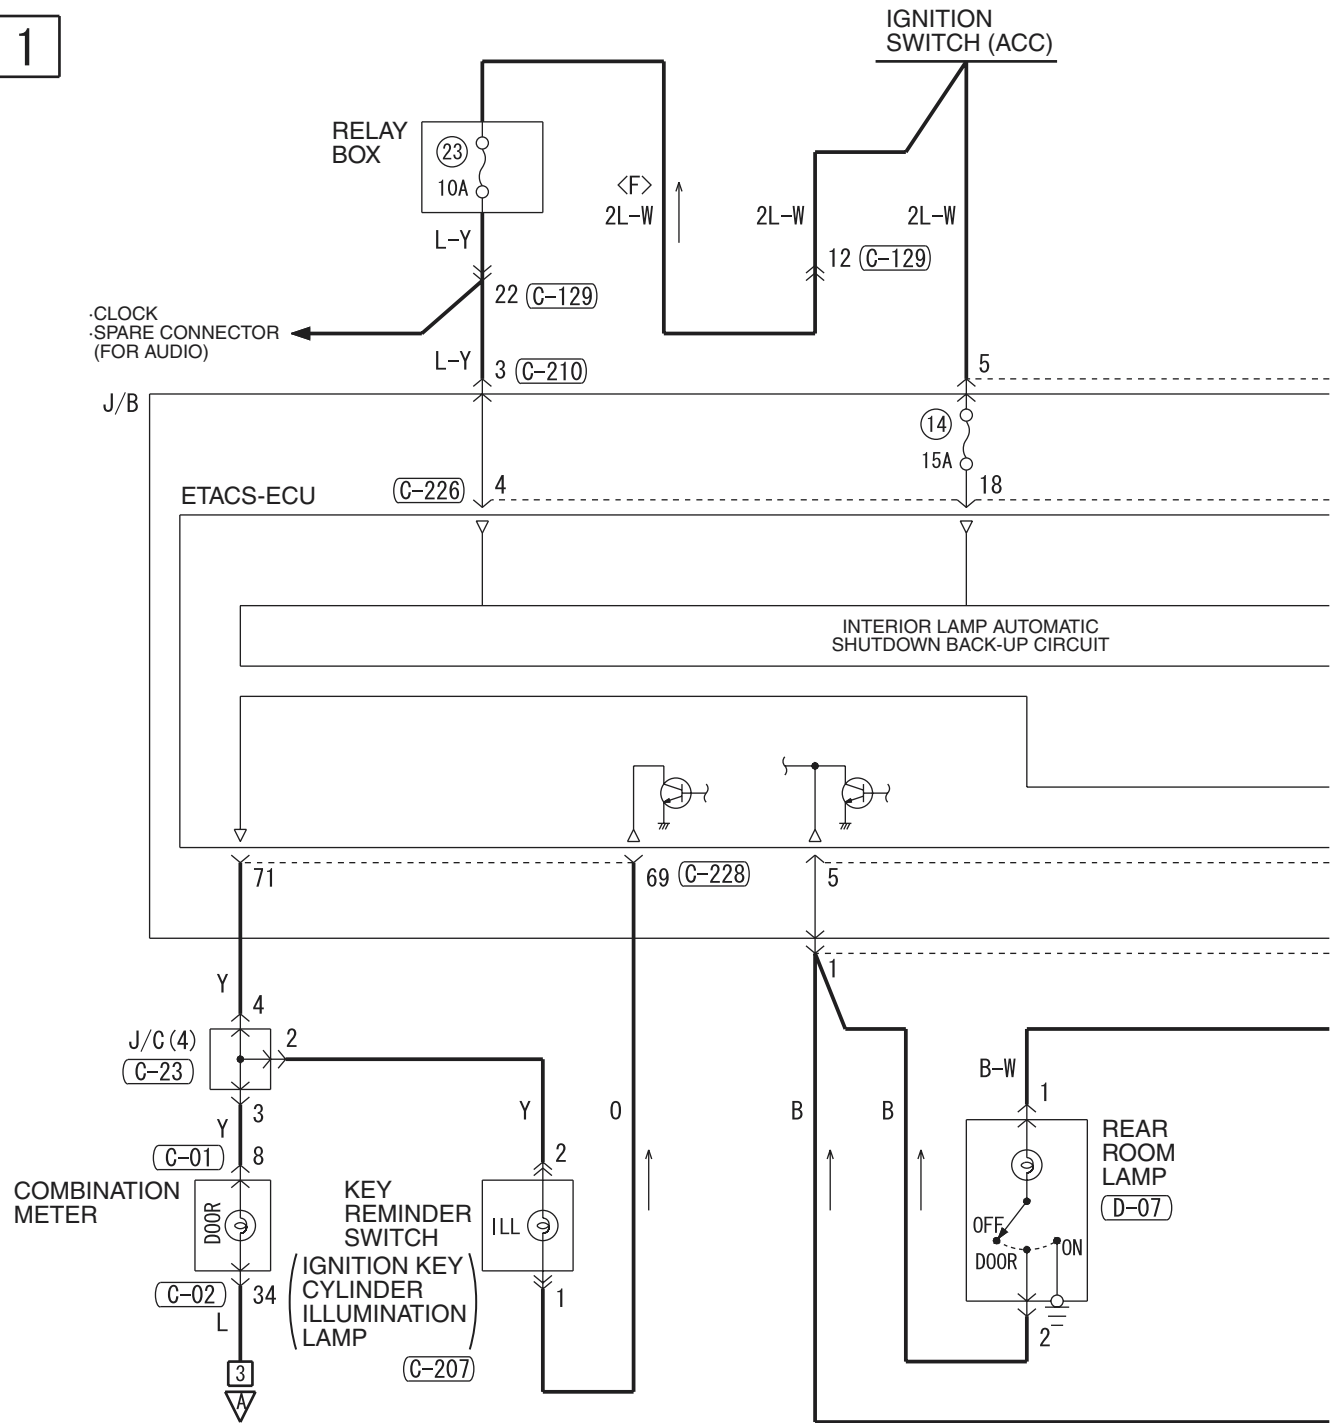 1
IGNITION
SWITCH (ACC)
RELAY
BOX
23
10A
<F>
2L-W
2L-W
2L-W
L-Y
12 C-129
22 C-129
·CLOCK
·SPARE CONNECTOR
(FOR AUDIO)
L-Y
3 C-210
5
J/B
14
15A
ETACS-ECU
C-226
4
18
INTERIOR LAMP AUTOMATIC
SHUTDOWN BACK-UP CIRCUIT
71
69 C-228
5
1
Y
4
J/C(4)
C-23
2
3
Y
C-01
8
Y
O
B
B
B-W
1
2
COMBINATION
METER
DOOR
KEY
REMINDER
SWITCH
(IGNITION KEY
CYLINDER
ILLUMINATION
LAMP)
ILL
REAR
ROOM
LAMP
D-07
OFF
DOOR
ON
C-02
34
L
1
C-207
2
3
A